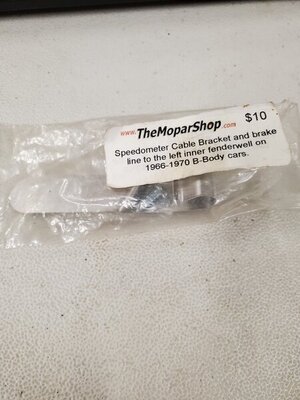 www.TheMoparShop.com $10
Speedometer Cable Bracket and brake
line to the left inner fenderwell on
1966-1970 B-Body cars.